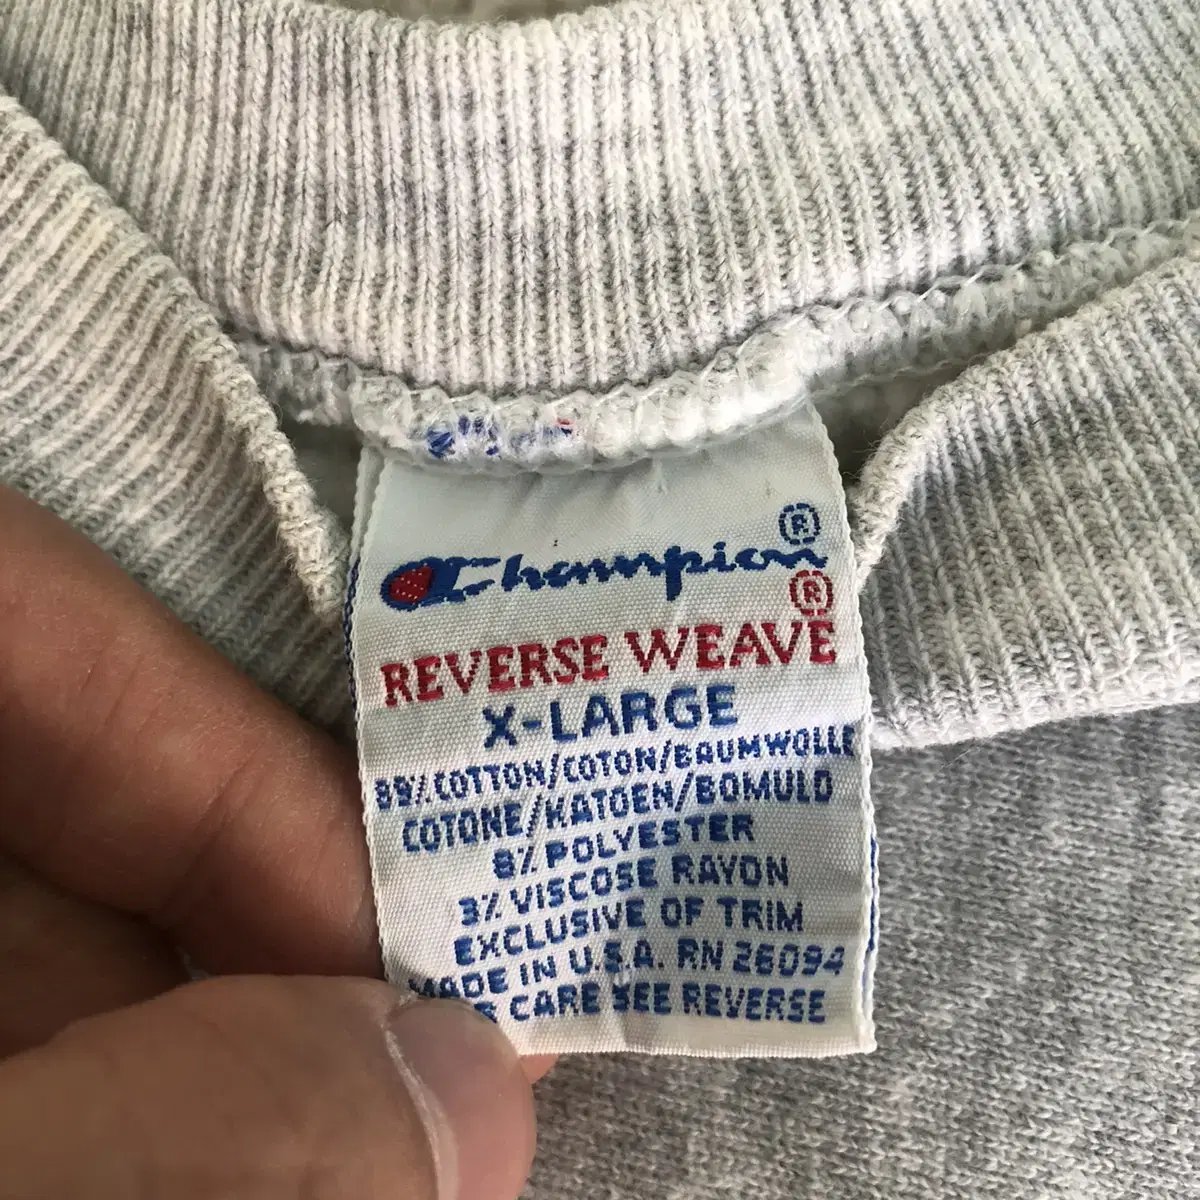 Champion®
REVERSE WEAVE®
X-LARGE
89% COTTON/COTON/BAUMWOLLE
COTONE/KATOEN/BOMULD
8% POLYESTER
3% VISCOSE RAYON
EXCLUSIVE OF TRIM
MADE IN U.S.A. RN 26094
CARE SEE REVERSE